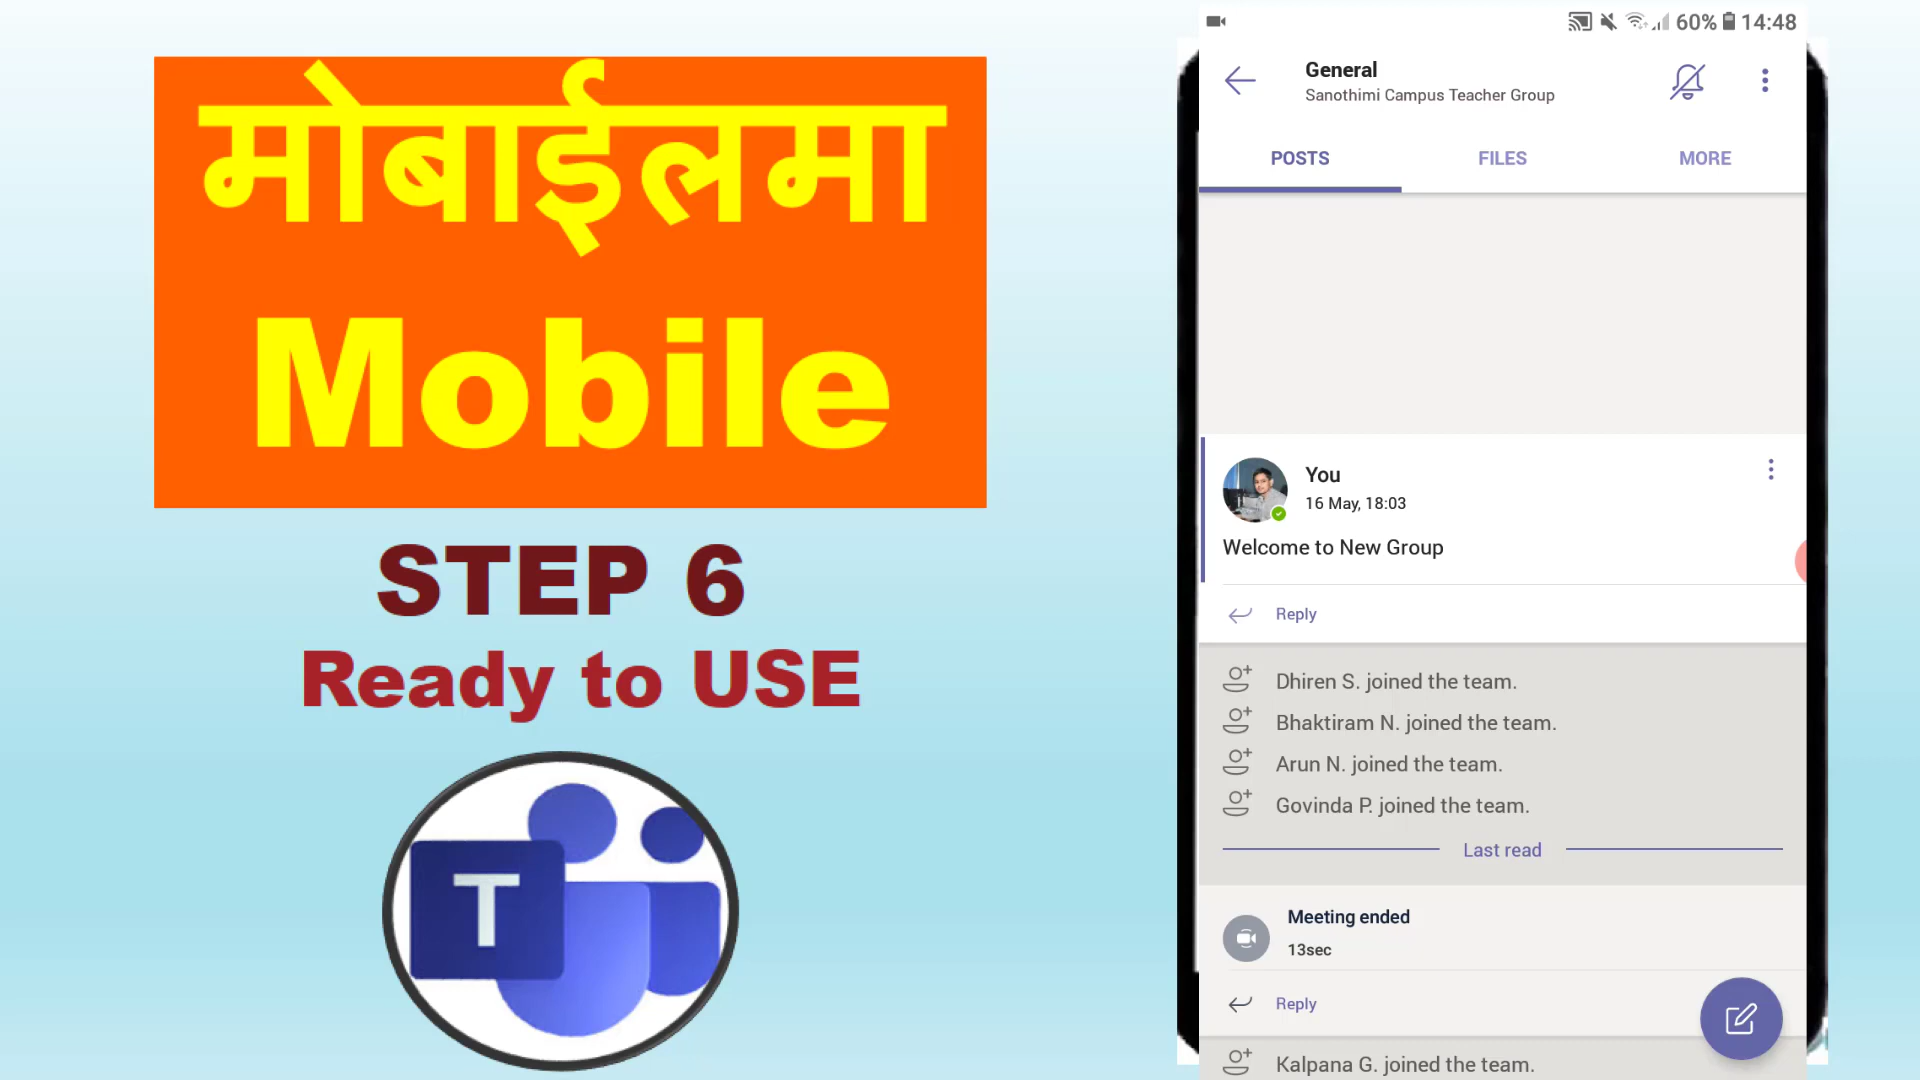 मोबाईलमा
Mobile
STEP 6
Ready to USE
T
60% 14:48
General
Sanothimi Campus Teacher Group
POSTS FILES MORE
You
16 May, 18:03
Welcome to New Group
Reply
Dhiren S. joined the team.
Bhaktiram N. joined the team.
Arun N. joined the team.
Govinda P. joined the team.
Last read
Meeting ended
13sec
Reply
Kalpana G. joined the team.